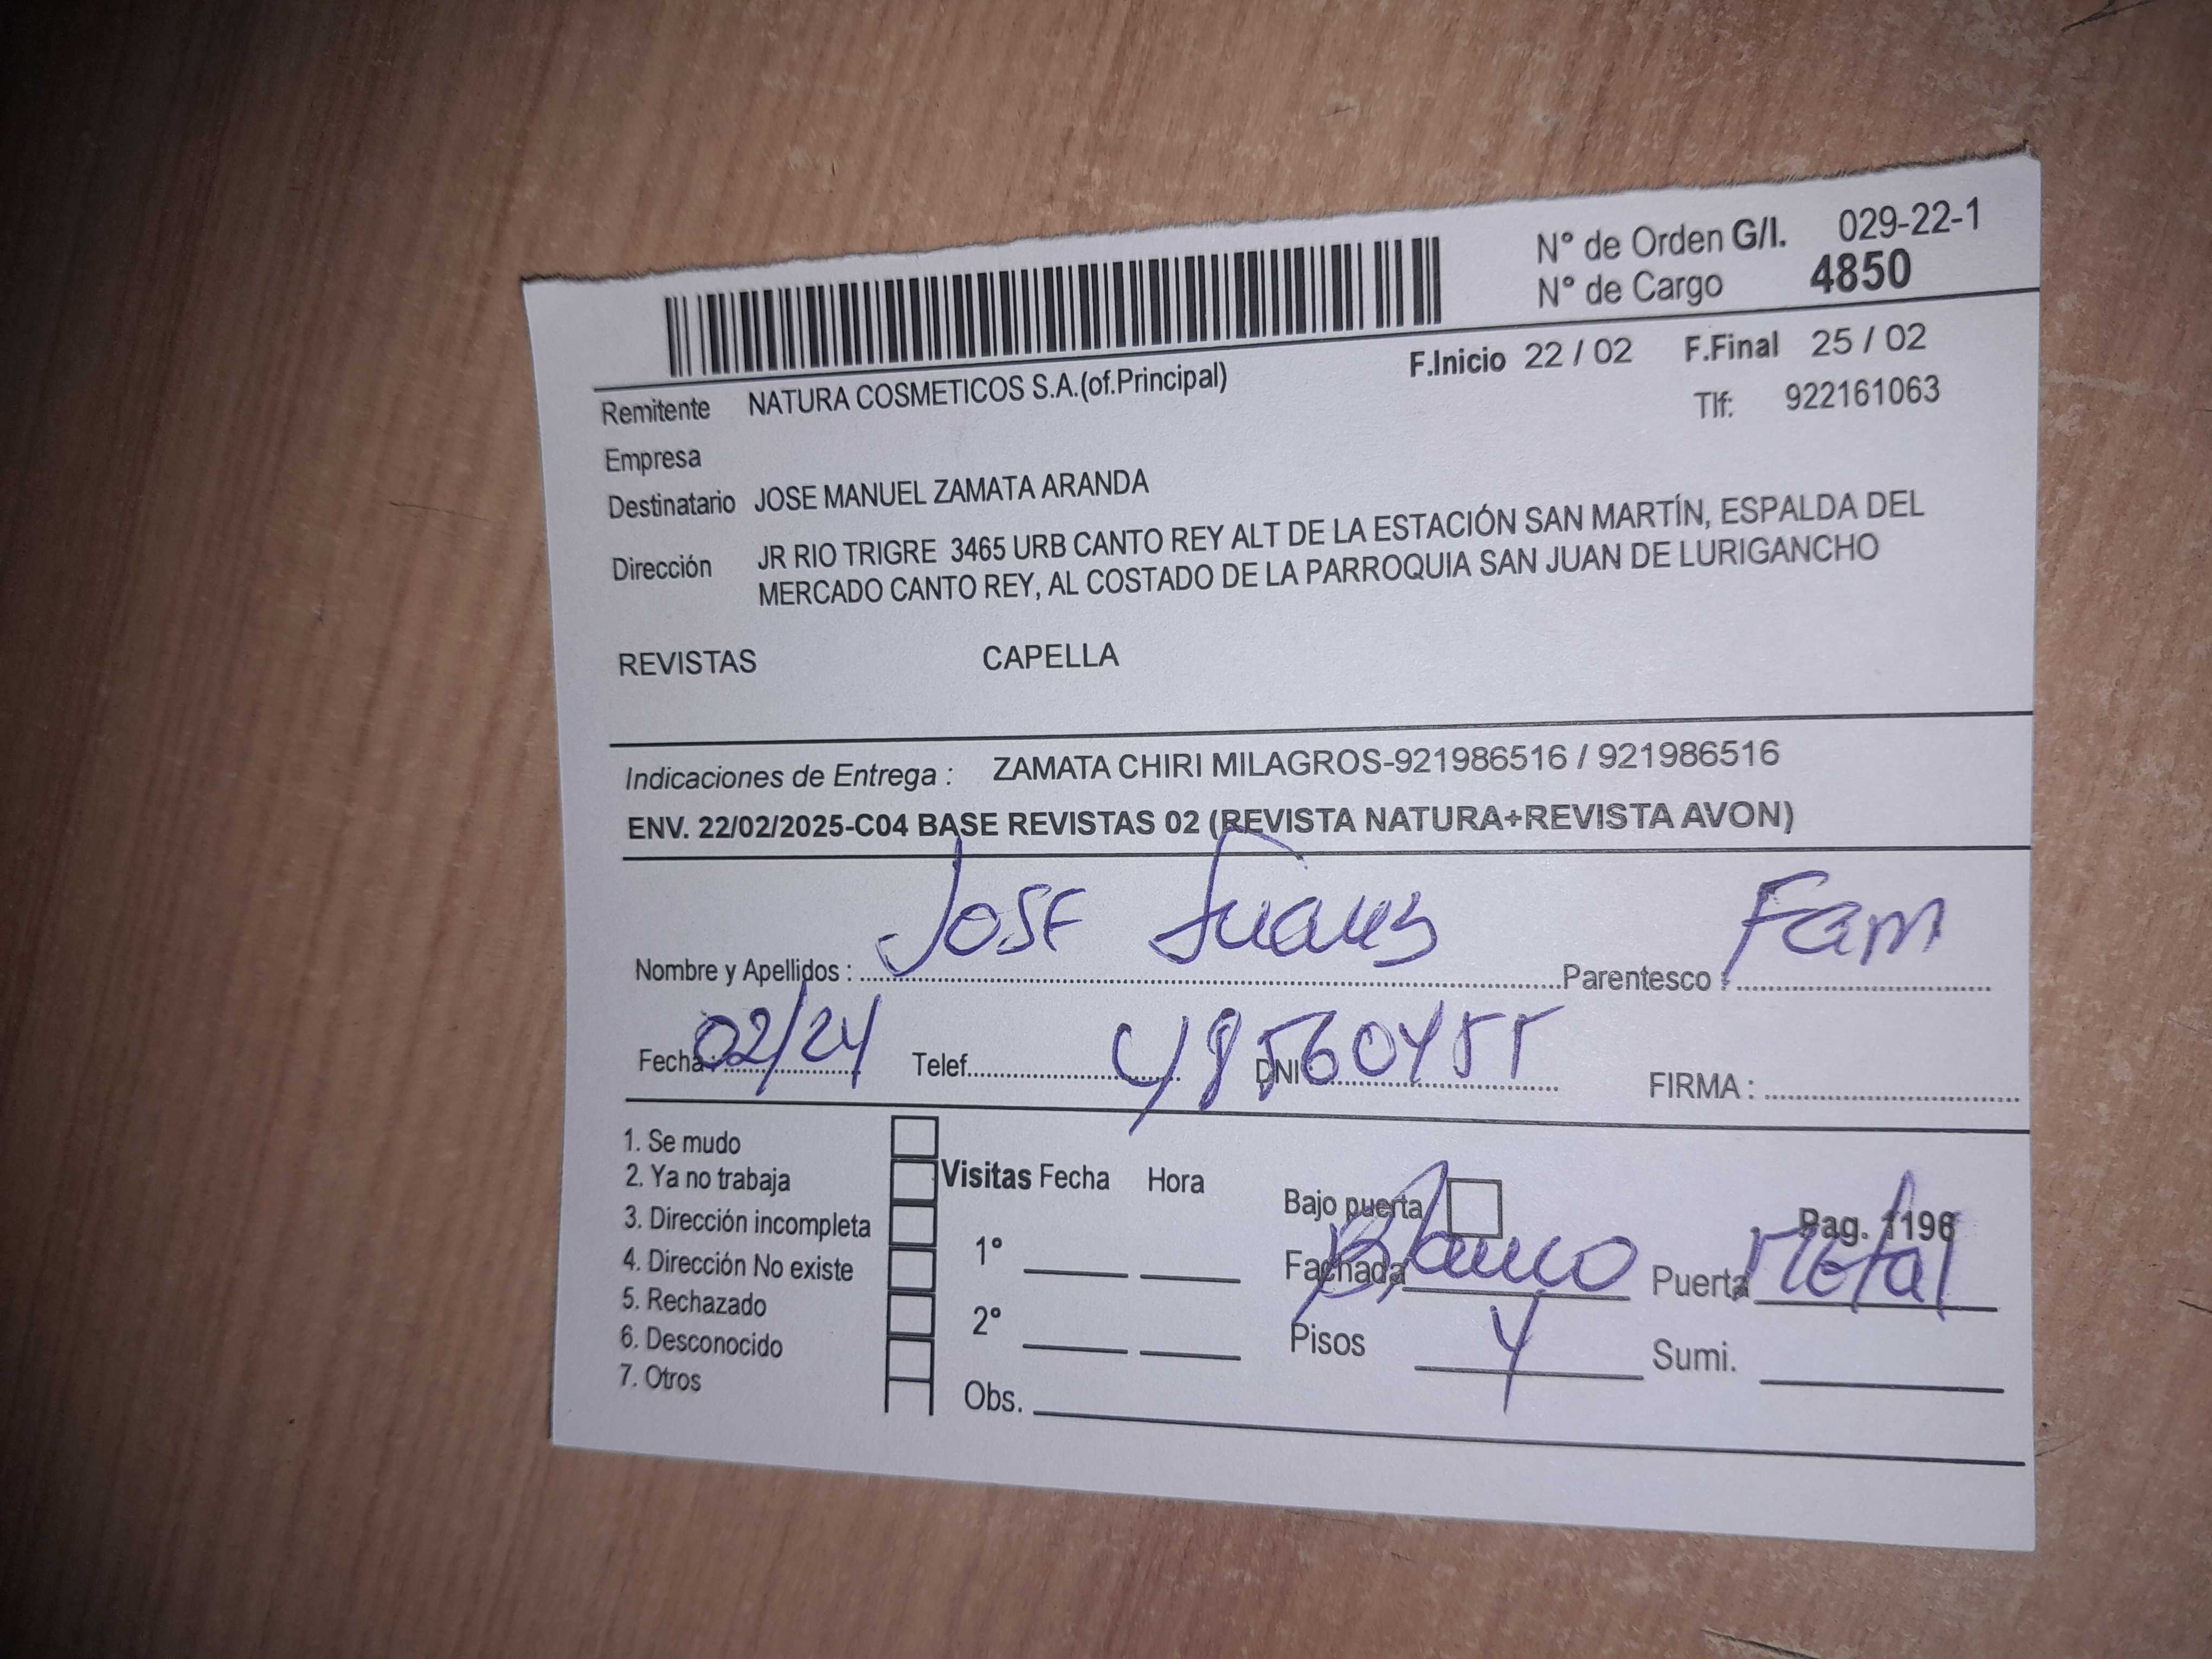 N° de Orden G/I. 029-22-1
N° de Cargo 4850
F.Inicio 22 / 02 F.Final 25 / 02
Remitente NATURA COSMETICOS S.A.(of.Principal)
Tlf: 922161063
Empresa
Destinatario JOSE MANUEL ZAMATA ARANDA
Dirección JR RIO TRIGRE 3465 URB CANTO REY ALT DE LA ESTACIÓN SAN MARTÍN, ESPALDA DEL
MERCADO CANTO REY, AL COSTADO DE LA PARROQUIA SAN JUAN DE LURIGANCHO
REVISTAS CAPELLA
Indicaciones de Entrega : ZAMATA CHIRI MILAGROS-921986516 / 921986516
ENV. 22/02/2025-C04 BASE REVISTAS 02 (REVISTA NATURA+REVISTA AVON)
Nombre y Apellidos : JOSE Parentesco : Fam
Fecha : 02/24 Telef. DNI FIRMA :
1. Se mudo
2. Ya no trabaja
3. Dirección incompleta
4. Dirección No existe
5. Rechazado
6. Desconocido
7. Otros
Visitas Fecha Hora
1°
2°
Obs.
Bajo puerta
Pag. 1196
Fachada Blanco Puerta Metal
Pisos 4 Sumi.